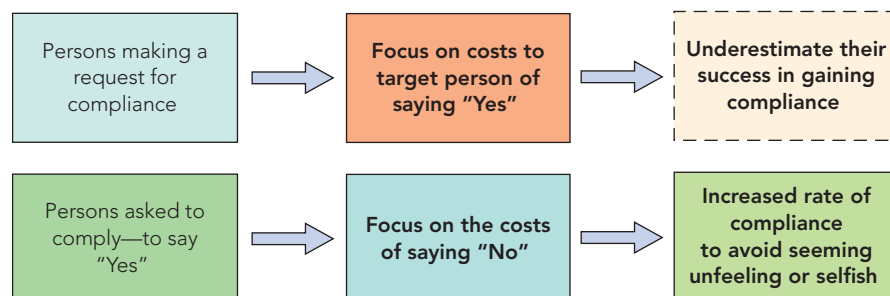 Persons making a
request for
compliance
Focus on costs to
target person of
saying “Yes”
Underestimate their
success in gaining
compliance
Persons asked to
comply—to say
“Yes”
Focus on the costs
of saying “No”
Increased rate of
compliance
to avoid seeming
unfeeling or selfish